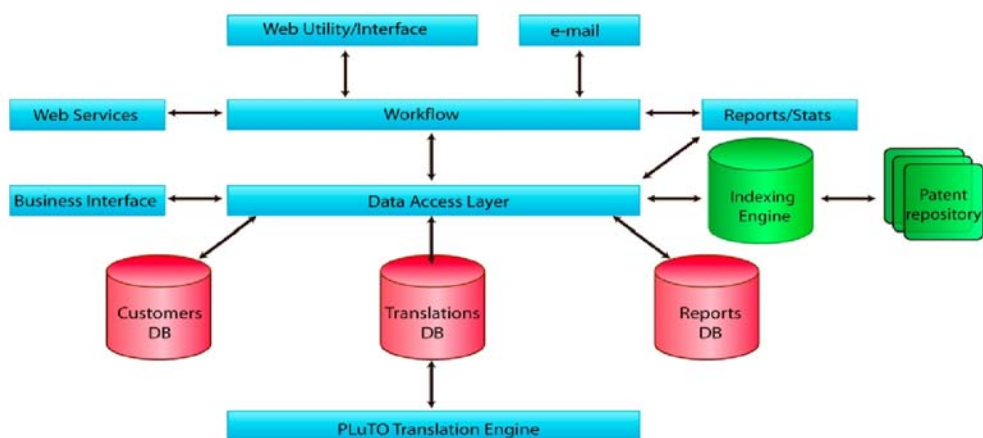 Web Utility/Interface
e-mail
Web Services
Workflow
Reports/Stats
Business Interface
Data Access Layer
Indexing
Engine
Patent
repository
Customers
DB
Translations
DB
Reports
DB
PLuTO Translation Engine